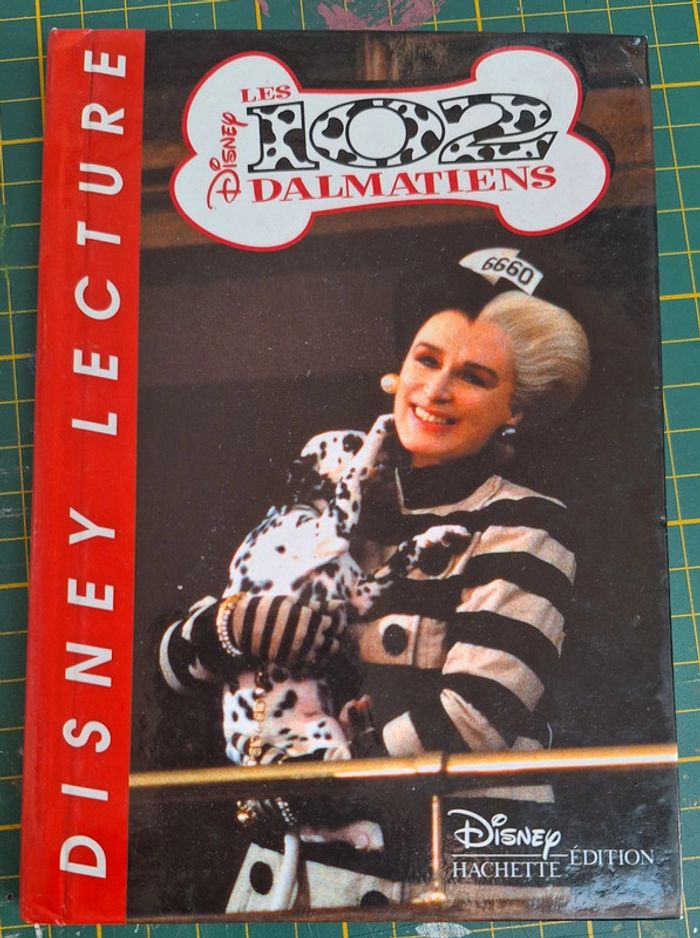 DISNEY LECTURE
LES
DISNEY 102
DALMATIENS
6660
DISNEY
HACHETTE ÉDITION